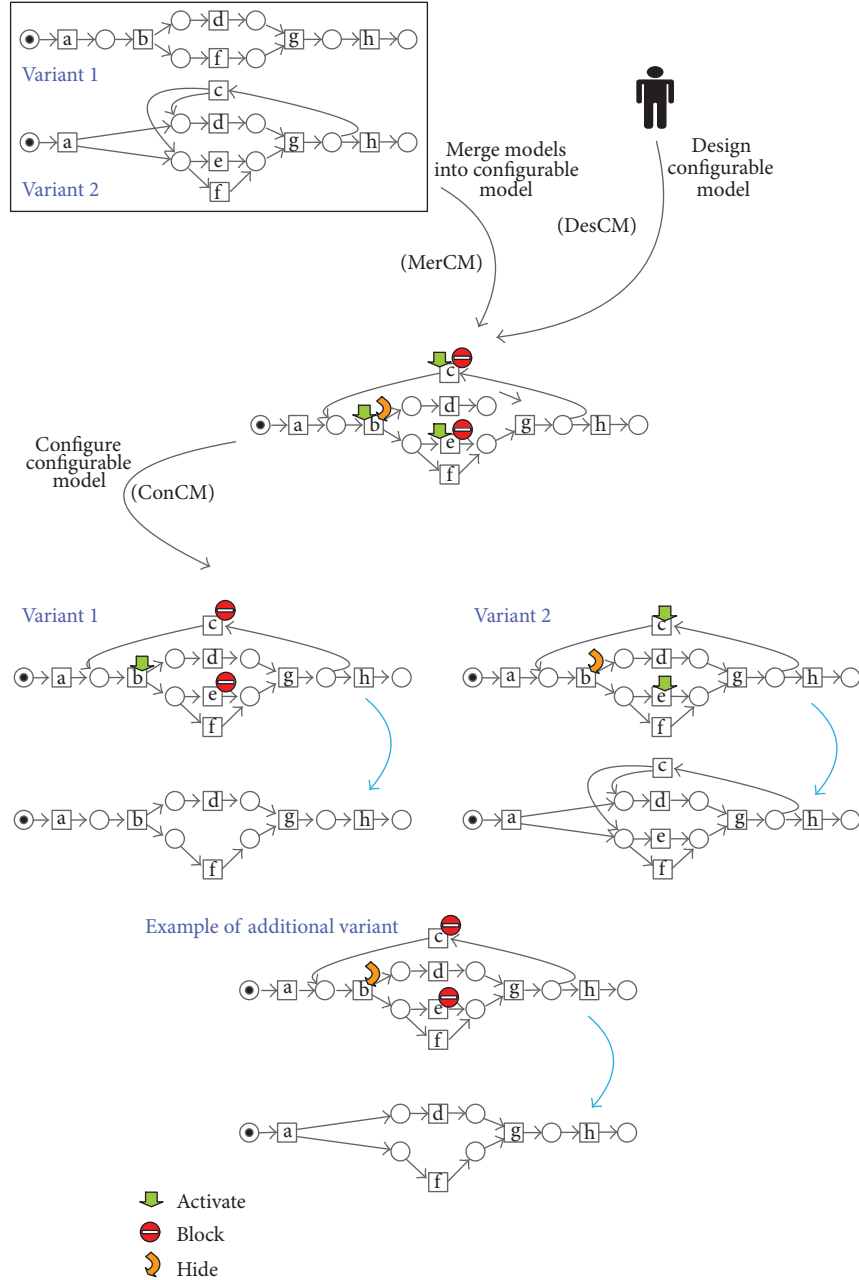 d
a
b
g
h
f
Variant 1
c
d
a
g
h
e
f
Variant 2
Merge models
into configurable
model
Design
configurable
model
(DesCM)
(MerCM)
c
d
a
b
g
h
e
f
Configure
configurable
model
(ConCM)
Variant 1
c
d
a
b
g
h
e
f
d
a
b
g
h
f
Variant 2
c
d
a
b
g
h
e
f
c
d
a
g
h
e
f
Example of additional variant
c
d
a
b
g
h
e
f
d
a
g
h
f
Activate
Block
Hide